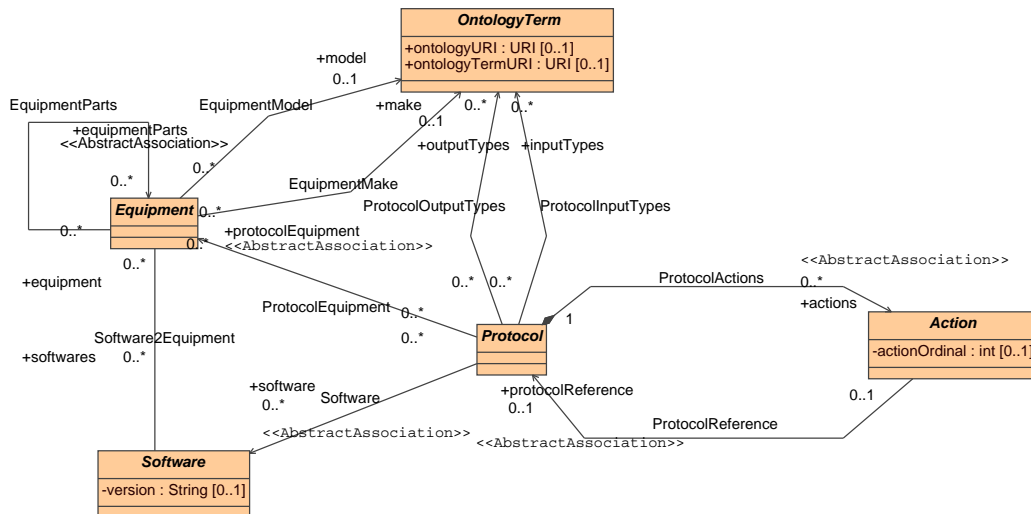 OntologyTerm
+ontologyURI : URI [0..1]
+ontologyTermURI : URI [0..1]
+model
0..1
EquipmentParts
EquipmentModel
+make
0..*
0..*
0..1
+equipmentParts
<<AbstractAssociation>>
+outputTypes
+inputTypes
0..*
0..*
EquipmentMake
Equipment
ProtocolOutputTypes
ProtocolInputTypes
0..*
0..*
0..*
+protocolEquipment
<<AbstractAssociation>>
0..*
+equipment
0..*
0..*
<<AbstractAssociation>>
ProtocolActions
0..*
+actions
ProtocolEquipment
0..*
1
Action
-actionOrdinal : int [0..1]
Software2Equipment
0..*
Protocol
+softwares
0..*
+software
Software
0..*
+protocolReference
0..1
0..1
ProtocolReference
<<AbstractAssociation>>
<<AbstractAssociation>>
Software
-version : String [0..1]